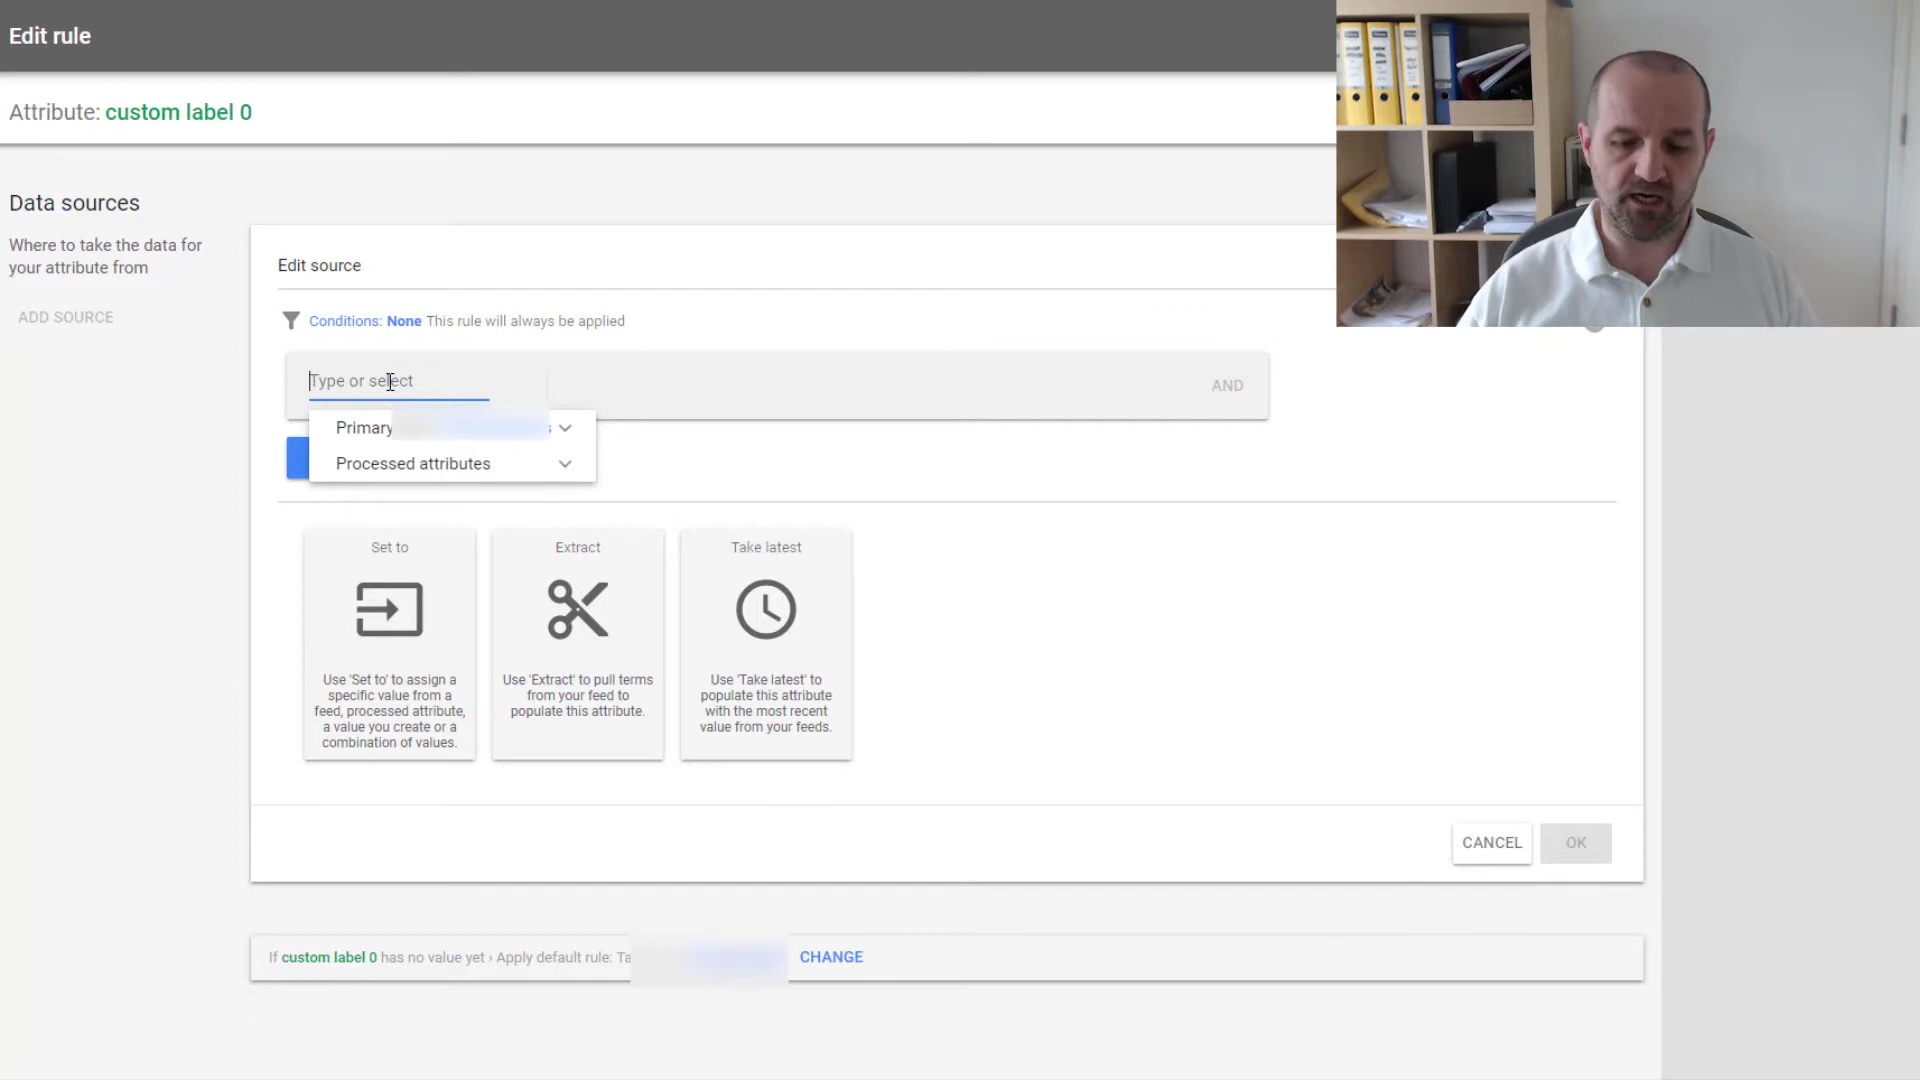 Edit rule
Attribute: custom label 0
Data sources
Where to take the data for
your attribute from
ADD SOURCE
Edit source
Conditions: None This rule will always be applied
Type or select
AND
Primary
Processed attributes
Set to
Use 'Set to' to assign a
specific value from a
feed, processed attribute,
a value you create or a
combination of values.
Extract
Use 'Extract' to pull terms
from your feed to
populate this attribute.
Take latest
Use 'Take latest' to
populate this attribute
with the most recent
value from your feeds.
CANCEL
OK
If custom label 0 has no value yet › Apply default rule: Ta
CHANGE